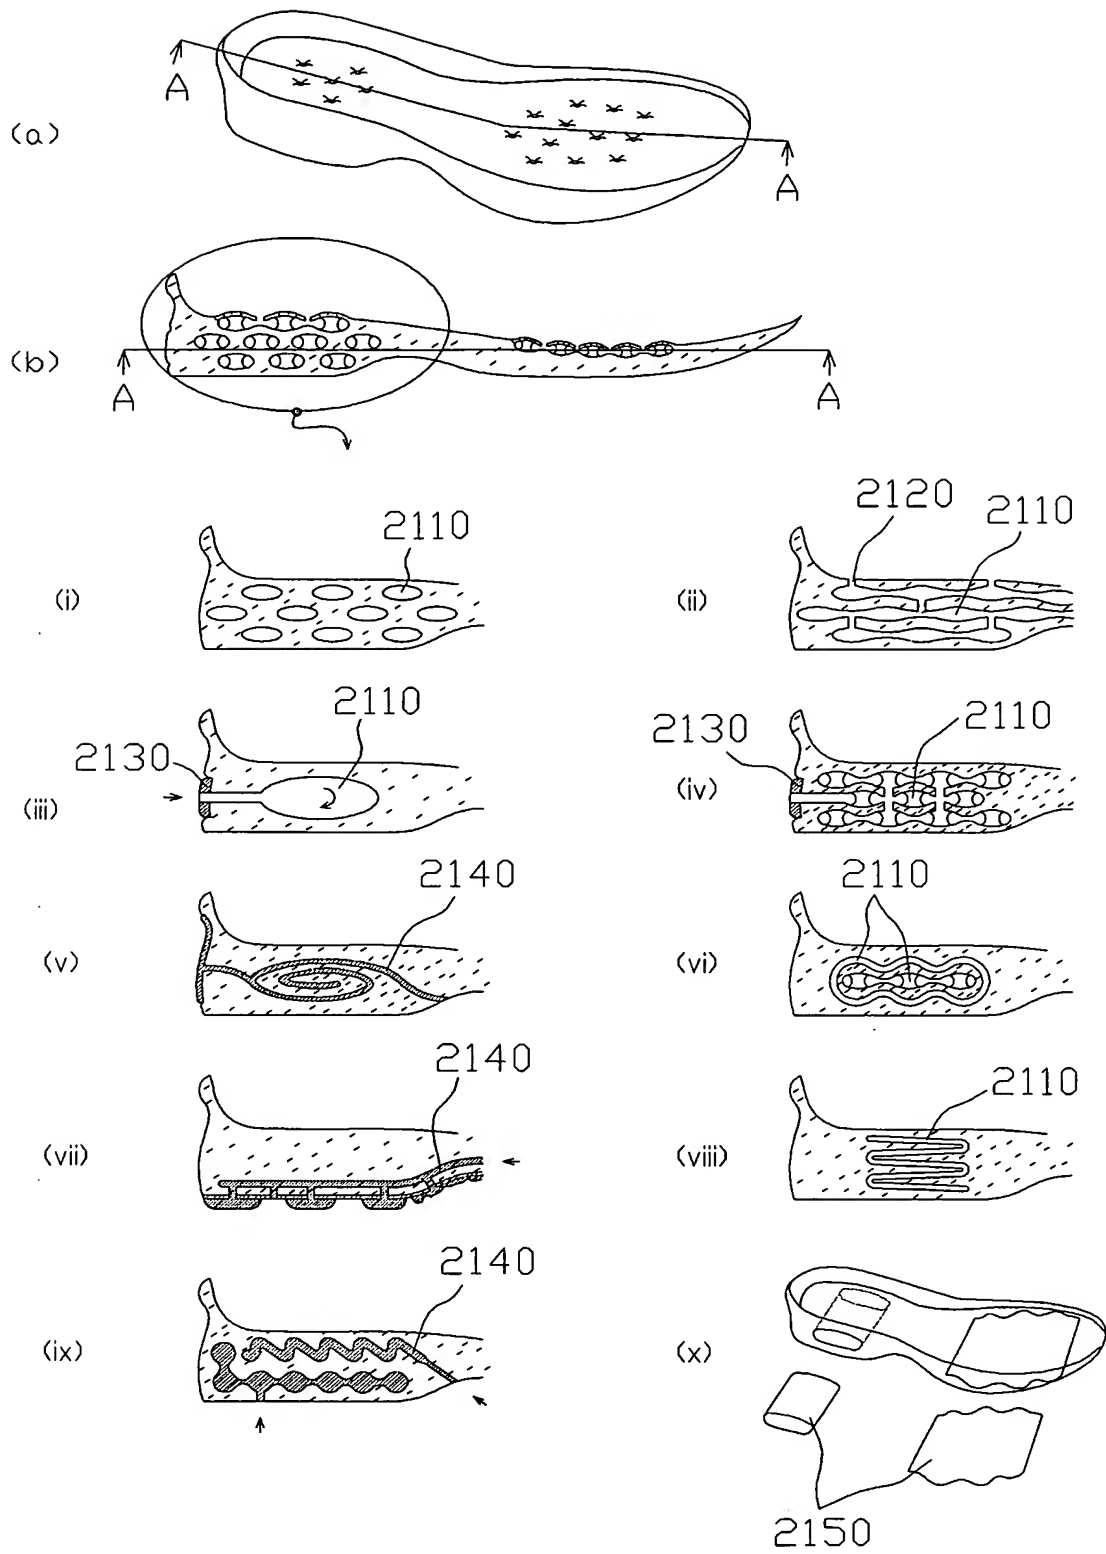 A
(a)
A
(b)
A
A
2110
2120
2110
(i)
(ii)
2110
2130
(iii)
2110
2130
(iv)
2140
(v)
2110
(vi)
2140
(vii)
2110
(viii)
2140
(ix)
(x)
2150